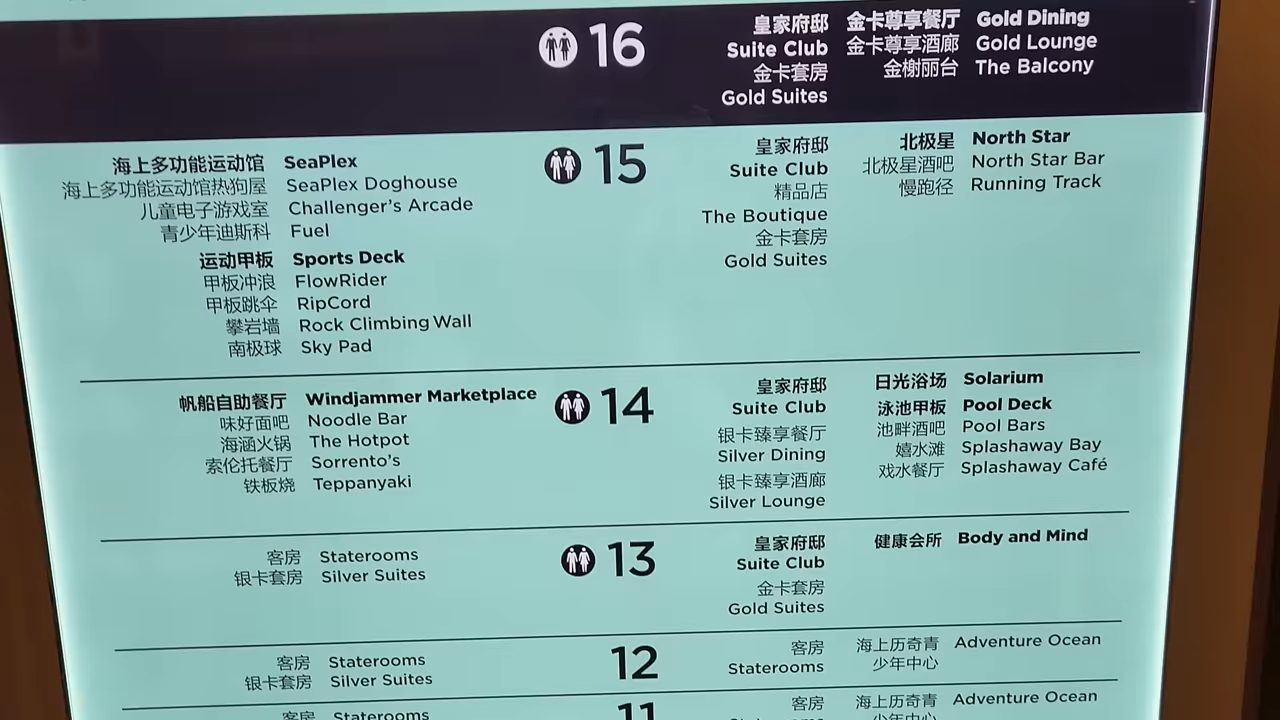 16
皇家府邸
Suite Club
金卡套房
Gold Suites
金卡尊享餐厅 Gold Dining
金卡尊享酒廊 Gold Lounge
金榭丽台 The Balcony
海上多功能运动馆 SeaPlex
海上多功能运动馆热狗屋 SeaPlex Doghouse
儿童电子游戏室 Challenger's Arcade
青少年迪斯科 Fuel
运动甲板 Sports Deck
甲板冲浪 FlowRider
甲板跳伞 RipCord
攀岩墙 Rock Climbing Wall
南极球 Sky Pad
15
皇家府邸
Suite Club
精品店
The Boutique
金卡套房
Gold Suites
北极星 North Star
北极星酒吧 North Star Bar
慢跑径 Running Track
帆船自助餐厅 Windjammer Marketplace
味好面吧 Noodle Bar
海涵火锅 The Hotpot
索伦托餐厅 Sorrento's
铁板烧 Teppanyaki
14
皇家府邸
Suite Club
银卡臻享餐厅
Silver Dining
银卡臻享酒廊
Silver Lounge
日光浴场 Solarium
泳池甲板 Pool Deck
池畔酒吧 Pool Bars
嬉水滩 Splashaway Bay
戏水餐厅 Splashaway Café
客房 Staterooms
银卡套房 Silver Suites
13
皇家府邸
Suite Club
金卡套房
Gold Suites
健康会所 Body and Mind
客房 Staterooms
银卡套房 Silver Suites
12
客房
Staterooms
海上历奇青 Adventure Ocean
少年中心
客房 Staterooms
11
客房
Staterooms
海上历奇青 Adventure Ocean
少年中心